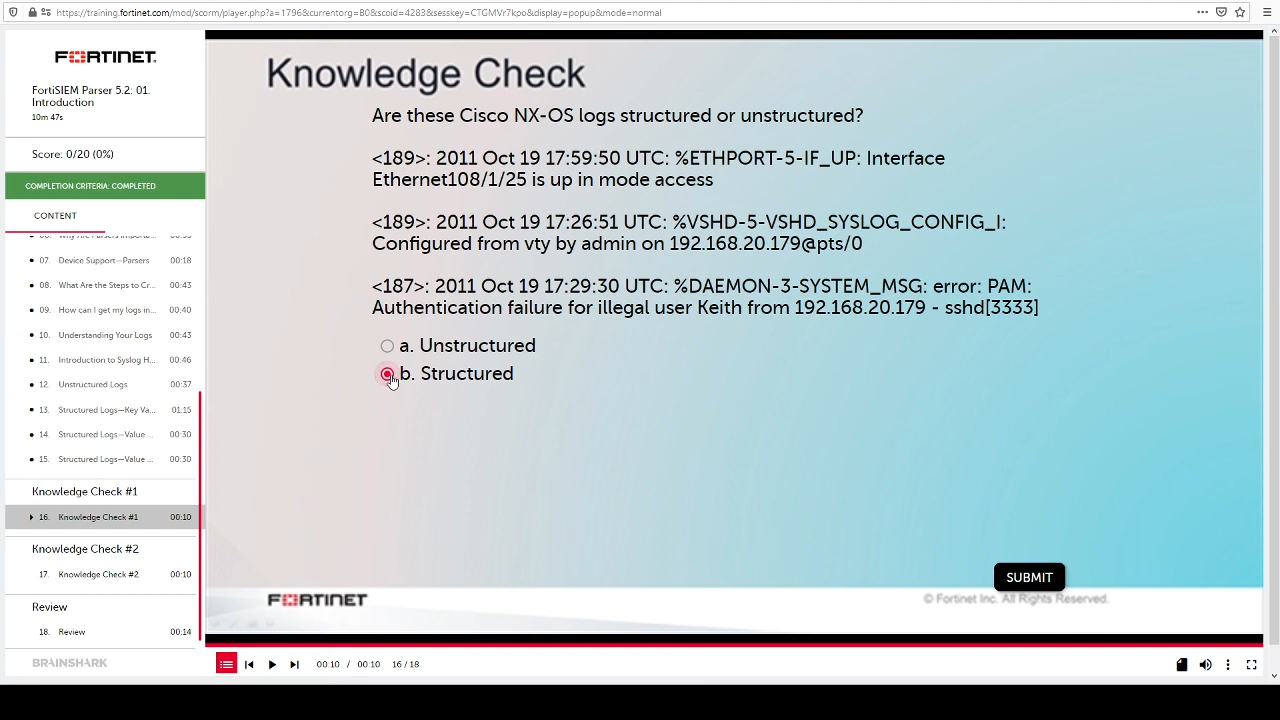 https://training.fortinet.com/mod/scorm/player.php?a=1796&currentorg=B0&scoid=4283&sesskey=CTGMVr7kpo&display=popup&mode=normal
FORTINET
FortiSIEM Parser 5.2: 01.
Introduction
10m 47s
Score: 0/20 (0%)
COMPLETION CRITERIA: COMPLETED
CONTENT
07. Device Support—Parsers 00:18
08. What Are the Steps to Cr... 00:43
09. How can I get my logs in... 00:40
10. Understanding Your Logs 00:43
11. Introduction to Syslog H... 00:46
12. Unstructured Logs 00:37
13. Structured Logs—Key Va... 01:15
14. Structured Logs—Value ... 00:30
15. Structured Logs—Value ... 00:30
Knowledge Check #1
16. Knowledge Check #1 00:10
Knowledge Check #2
17. Knowledge Check #2 00:10
Review
18. Review 00:14
BRAINSHARK
Knowledge Check
Are these Cisco NX-OS logs structured or unstructured?
<189>: 2011 Oct 19 17:59:50 UTC: %ETHPORT-5-IF_UP: Interface
Ethernet108/1/25 is up in mode access
<189>: 2011 Oct 19 17:26:51 UTC: %VSHD-5-VSHD_SYSLOG_CONFIG_I:
Configured from vty by admin on 192.168.20.179@pts/0
<187>: 2011 Oct 19 17:29:30 UTC: %DAEMON-3-SYSTEM_MSG: error: PAM:
Authentication failure for illegal user Keith from 192.168.20.179 - sshd[3333]
a. Unstructured
b. Structured
SUBMIT
FORTINET
© Fortinet Inc. All Rights Reserved.
00:10 / 00:10 16 / 18